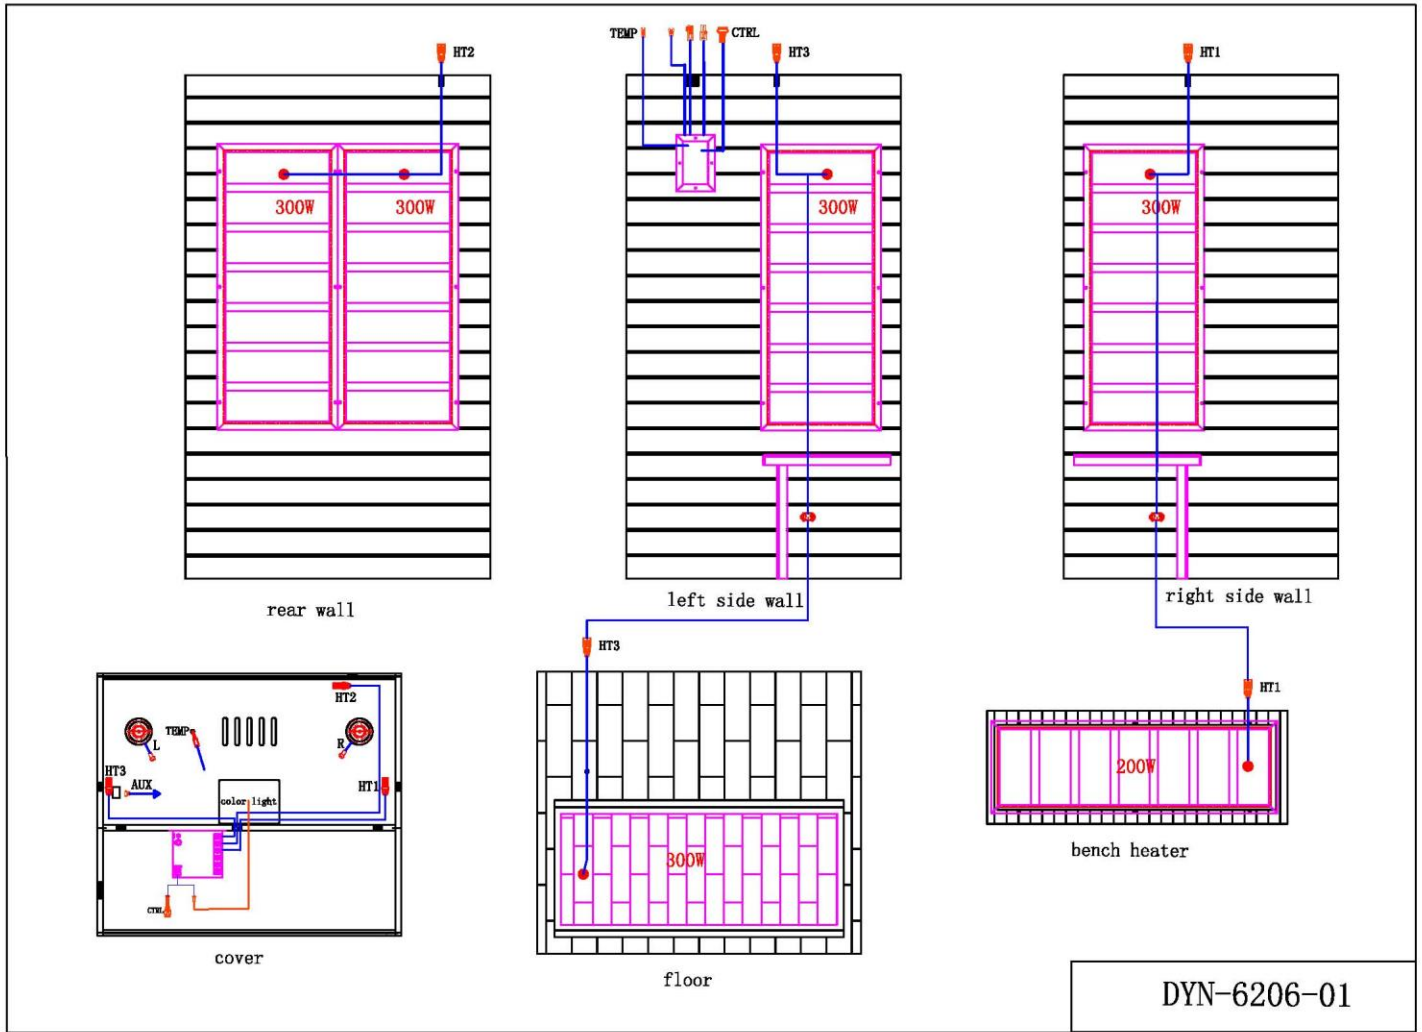 HT2
TEMP CTRL
HT3
HT1
300W 300W
300W
300W
rear wall
left side wall
right side wall
HT3
HT1
HT2
TEMP
L
R
HT3
AUX
HT1
color light
CTRL
cover
300W
floor
200W
bench heater
DYN-6206-01